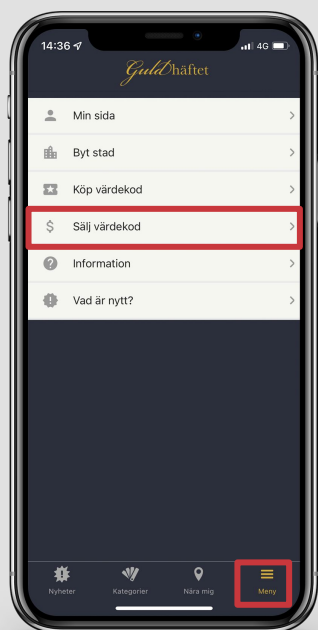 14:36
4G
Guldhäftet
Min sida
Byt stad
Köp värdekod
Sälj värdekod
Information
Vad är nytt?
Nyheter
Kategorier
Nära mig
Meny